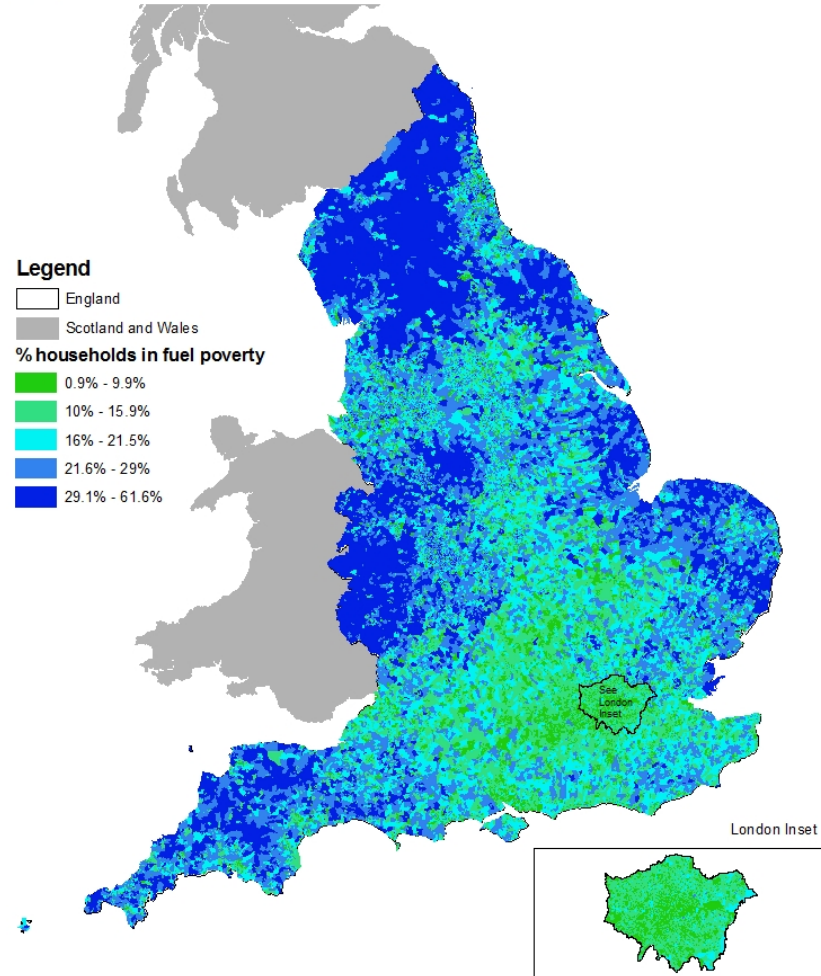 Legend
England
Scotland and Wales
% households in fuel poverty
0.9% - 9.9%
10% - 15.9%
16% - 21.5%
21.6% - 29%
29.1% - 61.6%
See
London
Inset
London Inset